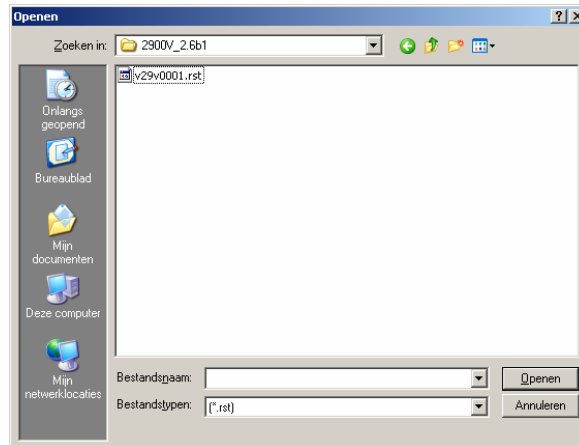 Openen
Zoeken in:
2900V_2.6b1
v29v0001.rst
Onlangs
geopend
Bureaublad
Mijn
documenten
Deze computer
Mijn
netwerklocaties
Bestandsnaam:
Openen
Bestandstypen:
(*.rst)
Annuleren